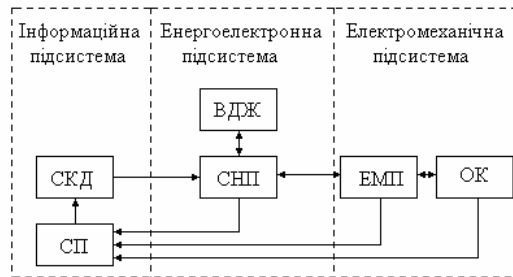 Інформаційна
підсистема
Енергоелектронна
підсистема
Електромеханічна
підсистема
ВДЖ
СКД
СНП
ЕМП
ОК
СП